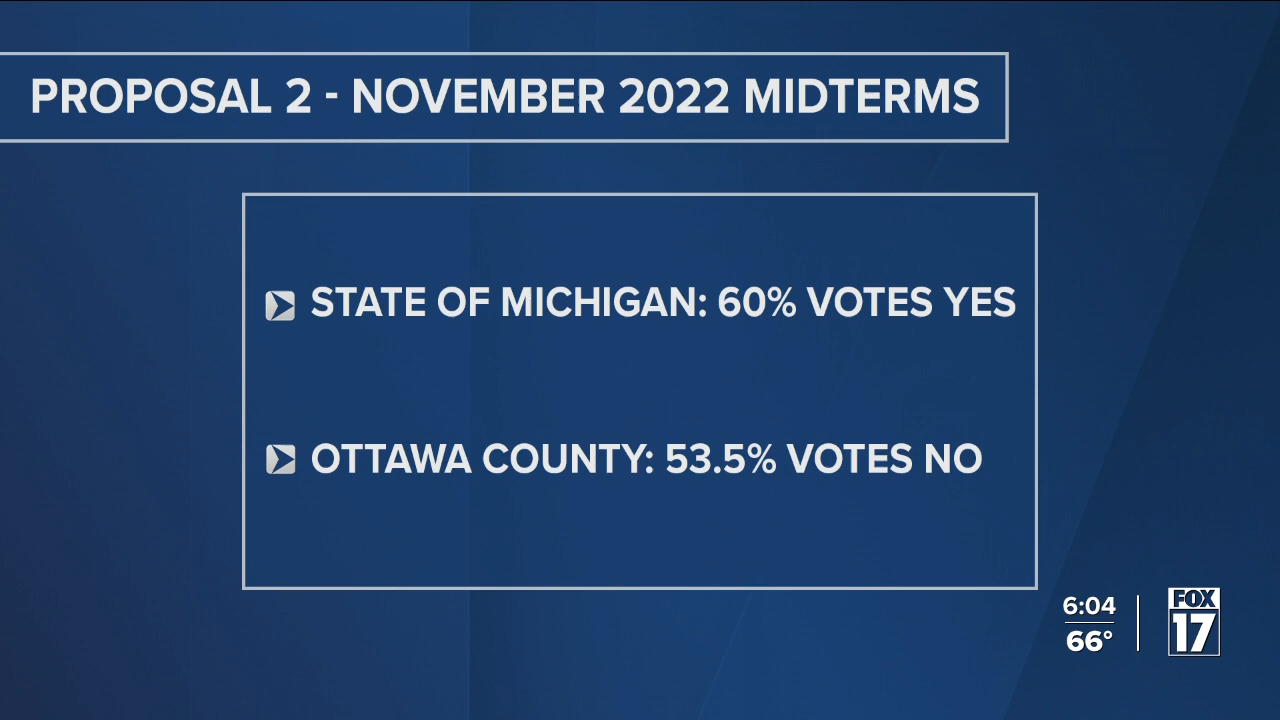 PROPOSAL 2 - NOVEMBER 2022 MIDTERMS
STATE OF MICHIGAN: 60% VOTES YES
OTTAWA COUNTY: 53.5% VOTES NO
6:04
66°
FOX
17